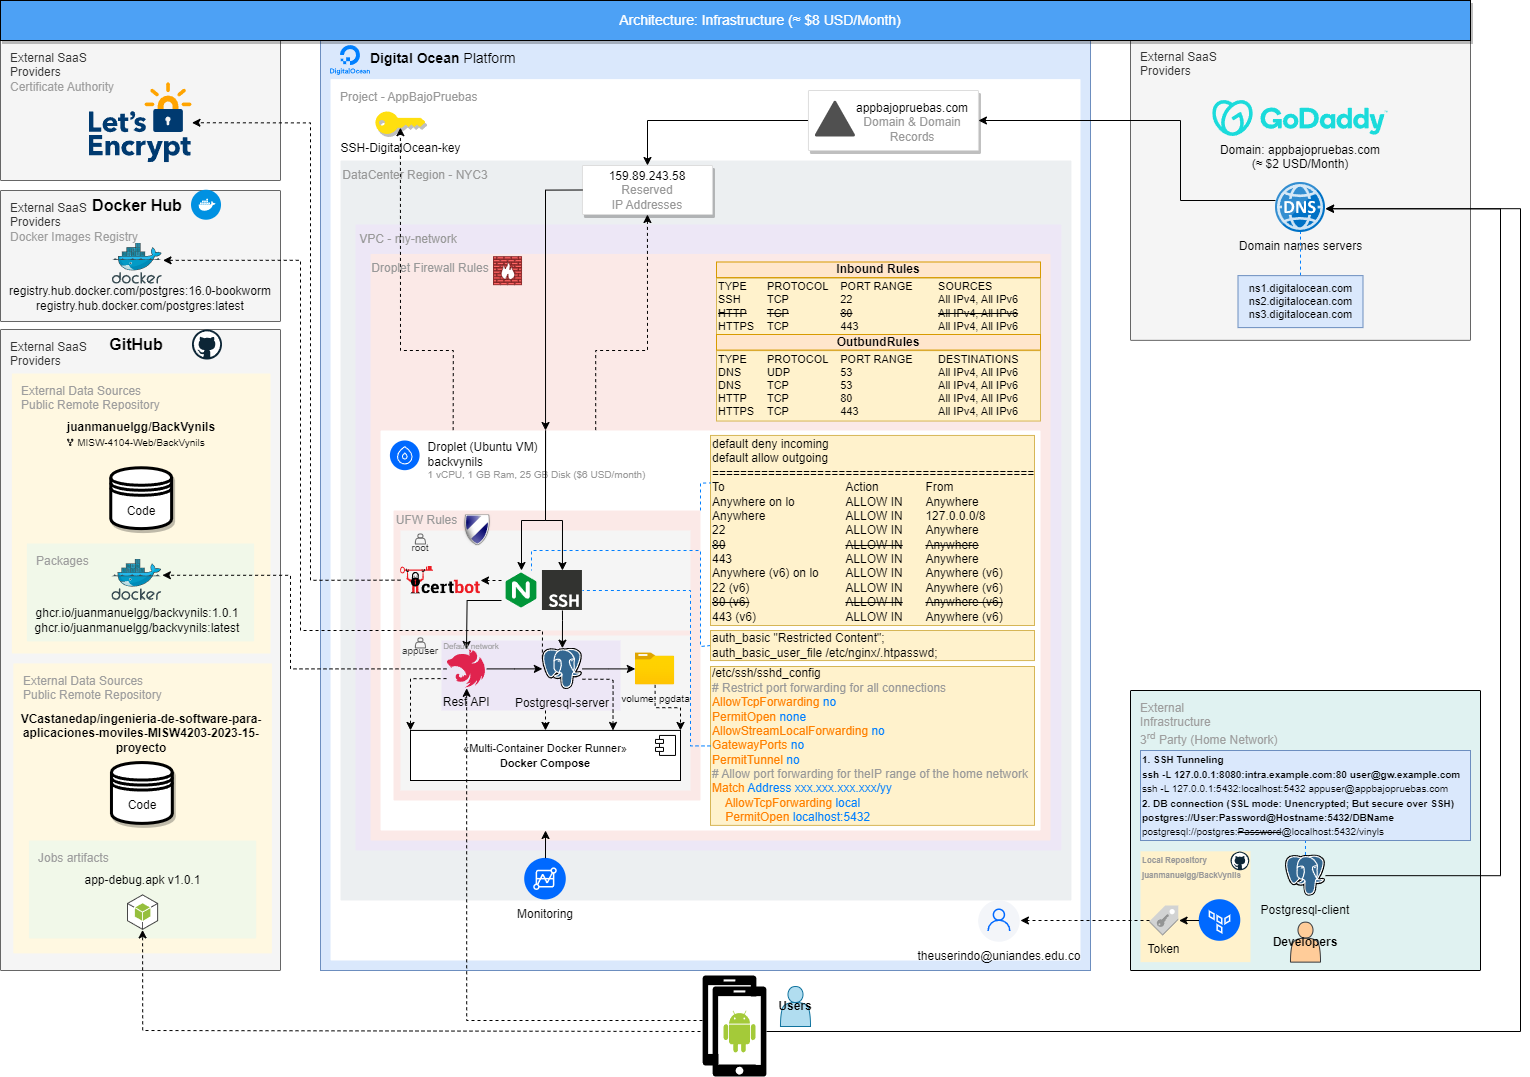 Architecture: Infrastructure (≈ $8 USD/Month)
External SaaS
Providers
Certificate Authority
Let's
Encrypt
External SaaS
Providers
Docker Images Registry
Docker Hub
docker
registry.hub.docker.com/postgres:16.0-bookworm
registry.hub.docker.com/postgres:latest
External SaaS
Providers
GitHub
External Data Sources
Public Remote Repository
juanmanuelgg/BackVynils
MISW-4104-Web/BackVynils
Code
Packages
docker
ghcr.io/juanmanuelgg/backvynils:1.0.1
ghcr.io/juanmanuelgg/backvynils:latest
External Data Sources
Public Remote Repository
VCastanedap/ingenieria-de-software-para-
aplicaciones-moviles-MISW4203-2023-15-
proyecto
Code
Jobs artifacts
app-debug.apk v1.0.1
DigitalOcean
Digital Ocean Platform
Project - AppBajoPruebas
SSH-DigitalOcean-key
appbajopruebas.com
Domain & Domain
Records
DataCenter Region - NYC3
159.89.243.58
Reserved
IP Addresses
VPC - my-network
Droplet Firewall Rules
Inbound Rules
TYPE PROTOCOL PORT RANGE SOURCES
SSH TCP 22 All IPv4, All IPv6
HTTP TCP 80 All IPv4, All IPv6
HTTPS TCP 443 All IPv4, All IPv6
OutbundRules
TYPE PROTOCOL PORT RANGE DESTINATIONS
DNS UDP 53 All IPv4, All IPv6
DNS TCP 53 All IPv4, All IPv6
HTTP TCP 80 All IPv4, All IPv6
HTTPS TCP 443 All IPv4, All IPv6
Droplet (Ubuntu VM)
backvynils
1 vCPU, 1 GB Ram, 25 GB Disk ($6 USD/month)
UFW Rules
root
certbot
N
SSH
appuser
Default network
Rest API
Postgresql-server
volume: pgdata
«Multi-Container Docker Runner»
Docker Compose
default deny incoming
default allow outgoing
==============================================
To Action From
Anywhere on lo ALLOW IN Anywhere
Anywhere ALLOW IN 127.0.0.0/8
22 ALLOW IN Anywhere
80 ALLOW IN Anywhere
443 ALLOW IN Anywhere
Anywhere (v6) on lo ALLOW IN Anywhere (v6)
22 (v6) ALLOW IN Anywhere (v6)
80 (v6) ALLOW IN Anywhere (v6)
443 (v6) ALLOW IN Anywhere (v6)
auth_basic "Restricted Content";
auth_basic_user_file /etc/nginx/.htpasswd;
/etc/ssh/sshd_config
# Restrict port forwarding for all connections
AllowTcpForwarding no
PermitOpen none
AllowStreamLocalForwarding no
GatewayPorts no
PermitTunnel no
# Allow port forwarding for theIP range of the home network
Match Address xxx.xxx.xxx.xxx/yy
AllowTcpForwarding local
PermitOpen localhost:5432
Monitoring
theuserindo@uniandes.edu.co
Users
External SaaS
Providers
GoDaddy
Domain: appbajopruebas.com
(≈ $2 USD/Month)
DNS
Domain names servers
ns1.digitalocean.com
ns2.digitalocean.com
ns3.digitalocean.com
External
Infrastructure
3rd Party (Home Network)
1. SSH Tunneling
ssh -L 127.0.0.1:8080:intra.example.com:80 user@gw.example.com
ssh -L 127.0.0.1:5432:localhost:5432 appuser@appbajopruebas.com
2. DB connection (SSL mode: Unencrypted; But secure over SSH)
postgres://User:Password@Hostname:5432/DBName
postgresql://postgres:Password@localhost:5432/vinyls
Local Repository
juanmanuelgg/BackVynils
Token
Postgresql-client
Developers